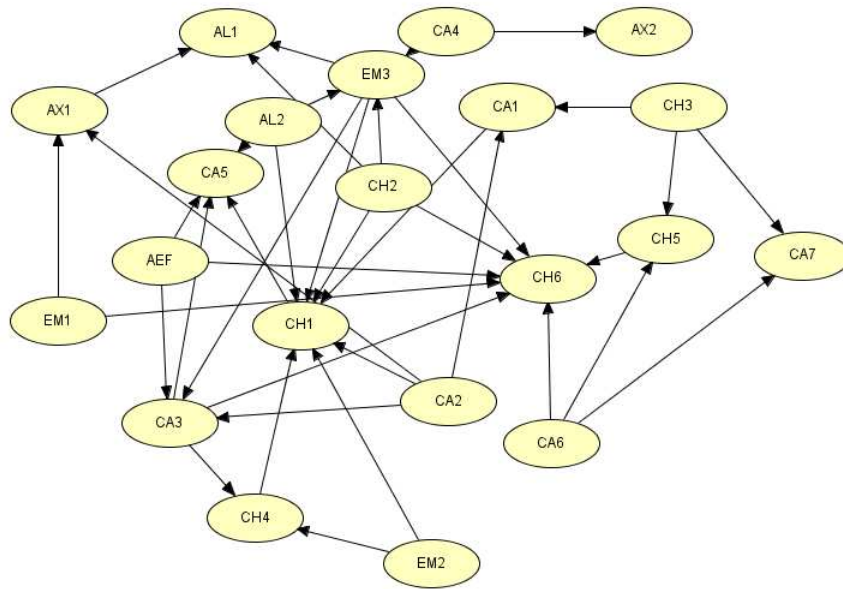 AL1
CA4
AX2
EM3
AX1
CA1
CH3
AL2
CA5
CH2
CH5
CA7
AEF
CH6
EM1
CH1
CA2
CA3
CA6
CH4
EM2